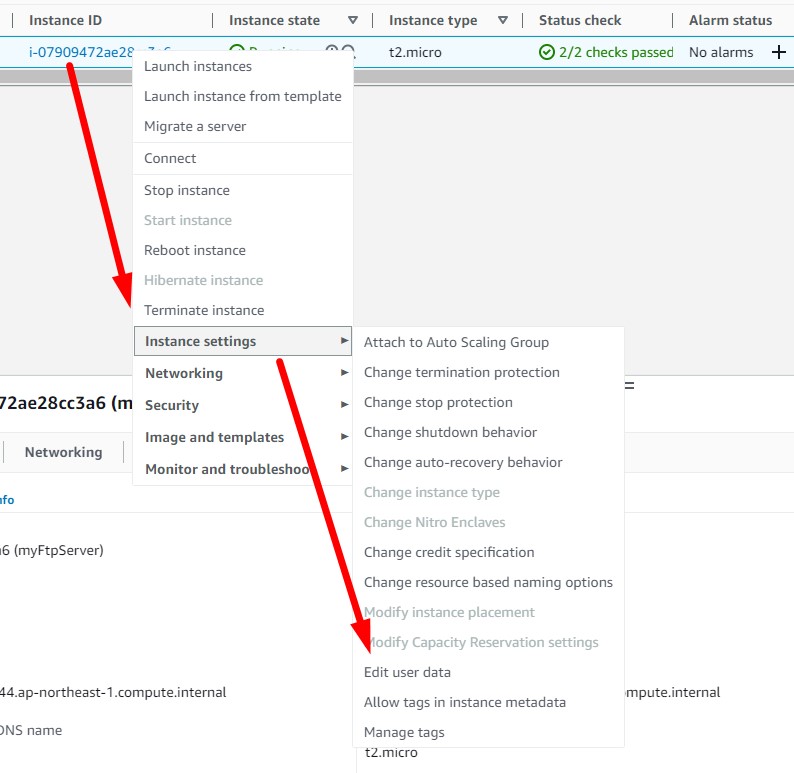 Instance ID
Instance state
Instance type
Status check
Alarm status
i-07909472ae28
t2.micro
2/2 checks passed
No alarms
Launch instances
Launch instance from template
Migrate a server
Connect
Stop instance
Start instance
Reboot instance
Hibernate instance
Terminate instance
Instance settings
Networking
Security
Image and templates
Monitor and troubleshoo
Attach to Auto Scaling Group
Change termination protection
Change stop protection
Change shutdown behavior
Change auto-recovery behavior
Change instance type
Change Nitro Enclaves
Change credit specification
Change resource based naming options
Modify instance placement
Modify Capacity Reservation settings
Edit user data
Allow tags in instance metadata
Manage tags
72ae28cc3a6 (m
Networking
nfo
a6 (myFtpServer)
44.ap-northeast-1.compute.internal
mpute.internal
DNS name
t2.micro